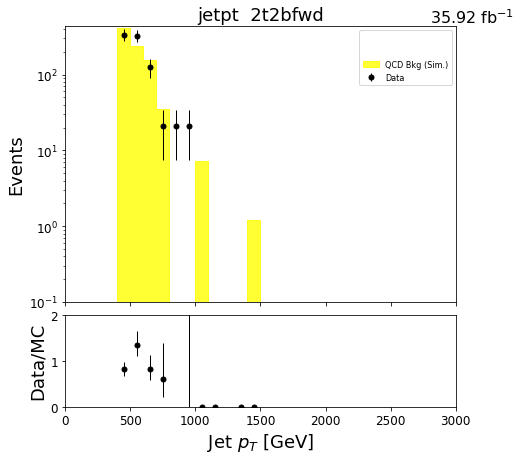 jetpt 2t2bfwd
35.92 fb⁻¹
QCD Bkg (Sim.)
Data
Events
10²
10¹
10⁰
10⁻¹
Data/MC
2
1
0
0 500 1000 1500 2000 2500 3000
Jet p_T [GeV]